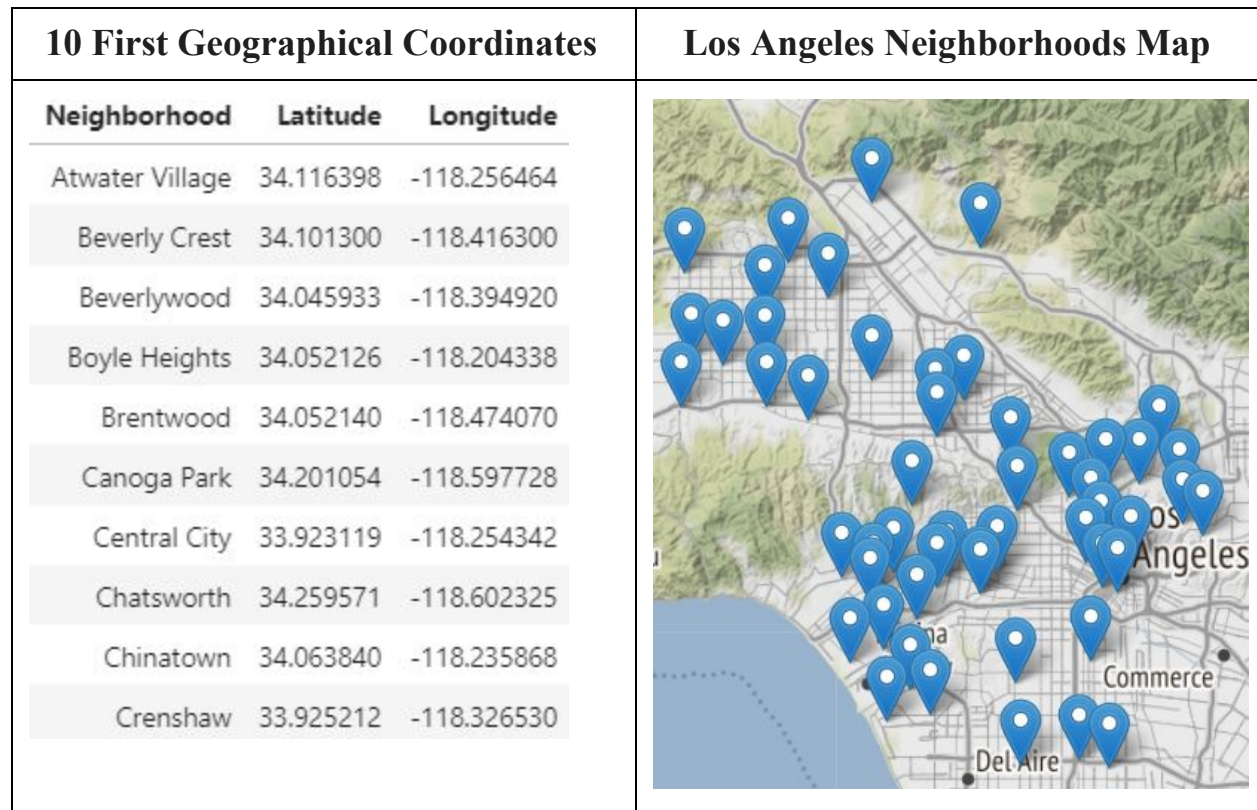 10 First Geographical Coordinates
Los Angeles Neighborhoods Map
Neighborhood Latitude Longitude
Atwater Village 34.116398 -118.256464
Beverly Crest 34.101300 -118.416300
Beverlywood 34.045933 -118.394920
Boyle Heights 34.052126 -118.204338
Brentwood 34.052140 -118.474070
Canoga Park 34.201054 -118.597728
Central City 33.923119 -118.254342
Chatsworth 34.259571 -118.602325
Chinatown 34.063840 -118.235868
Crenshaw 33.925212 -118.326530
os
Angeles
ina
Commerce
Del Aire